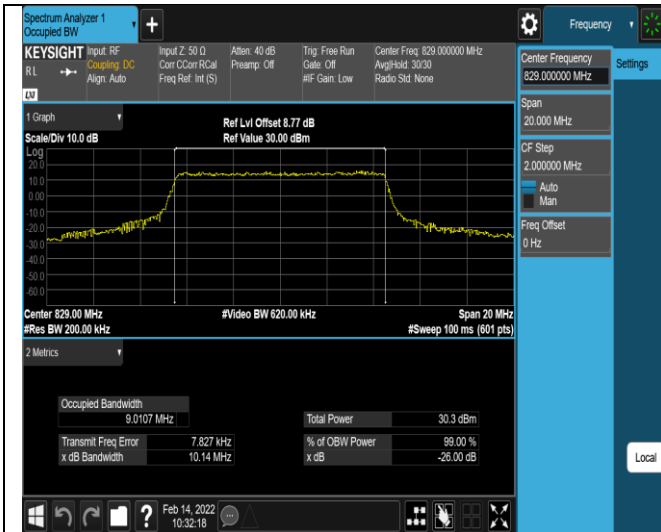 Spectrum Analyzer 1
Occupied BW
Frequency
KEYSIGHT
Input: RF
Coupling: DC
Align: Auto
Input Z: 50 Ω
Corr CCorr RCal
Freq Ref: Int (S)
Atten: 40 dB
Preamp: Off
Trig: Free Run
Gate: Off
#IF Gain: Low
Center Freq: 829.000000 MHz
Avg|Hold: 30/30
Radio Std: None
R L
LXI
Center Frequency
829.000000 MHz
Settings
Span
20.000 MHz
CF Step
2.000000 MHz
Auto
Man
Freq Offset
0 Hz
1 Graph
Scale/Div 10.0 dB
Ref Lvl Offset 8.77 dB
Ref Value 30.00 dBm
Log
20.0
10.0
0.00
-10.0
-20.0
-30.0
-40.0
-50.0
-60.0
Center 829.00 MHz
#Video BW 620.00 kHz
Span 20 MHz
#Res BW 200.00 kHz
#Sweep 100 ms (601 pts)
2 Metrics
Occupied Bandwidth
9.0107 MHz
Total Power 30.3 dBm
Transmit Freq Error 7.827 kHz
% of OBW Power 99.00 %
x dB Bandwidth 10.14 MHz
x dB -26.00 dB
Local
Feb 14, 2022
10:32:18